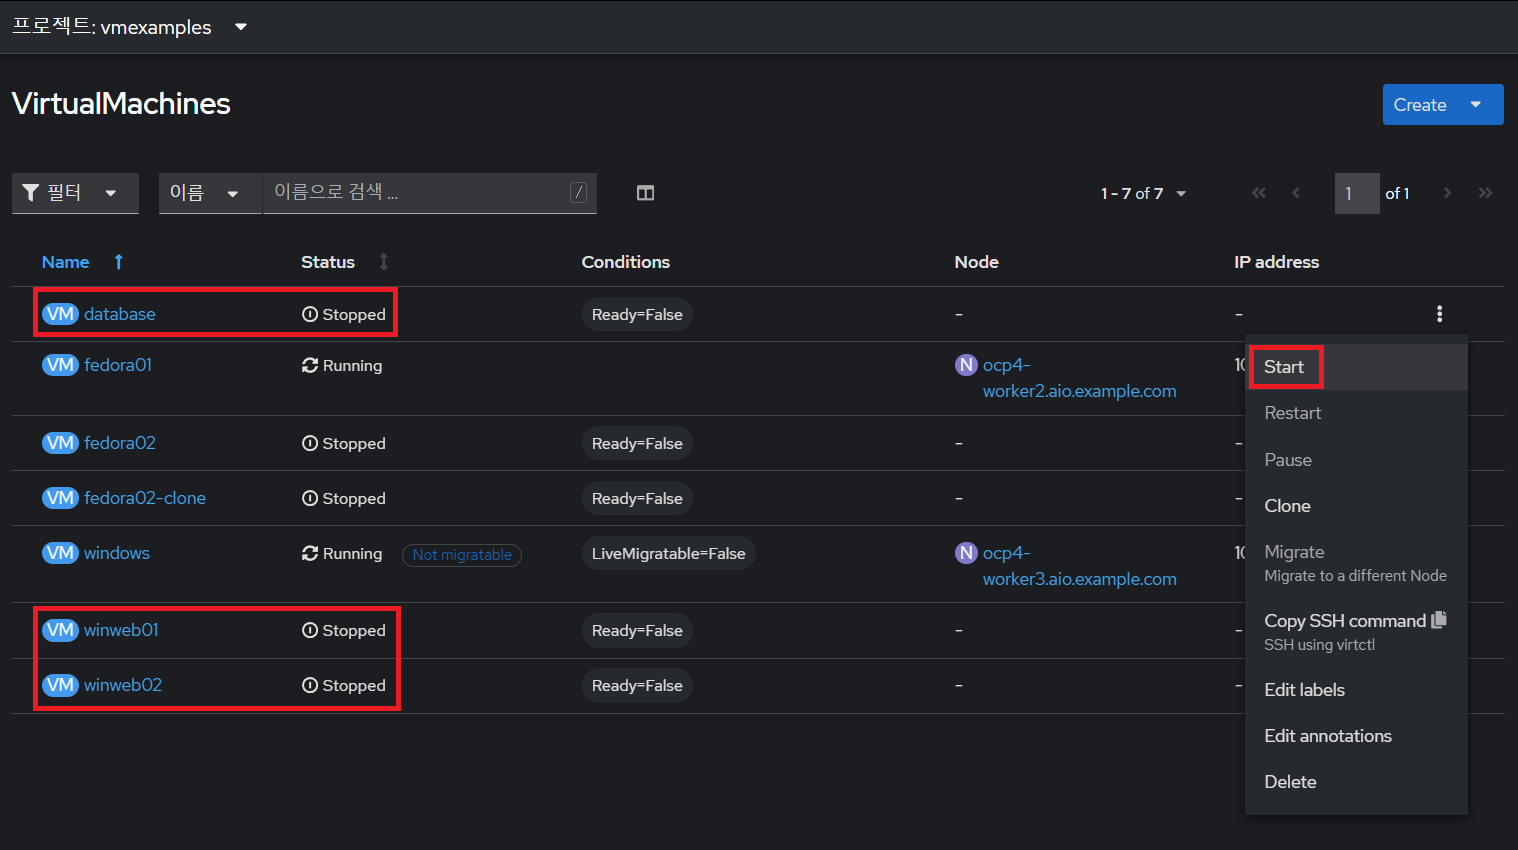 프로젝트: vmexamples
VirtualMachines
Create
필터
이름
이름으로 검색 ...
/
1 - 7 of 7
1
of 1
Name
Status
Conditions
Node
IP address
VM database
Stopped
Ready=False
-
-
VM fedora01
Running
N ocp4-
worker2.aio.example.com
VM fedora02
Stopped
Ready=False
-
-
VM fedora02-clone
Stopped
Ready=False
-
-
VM windows
Running
Not migratable
LiveMigratable=False
N ocp4-
worker3.aio.example.com
VM winweb01
Stopped
Ready=False
-
-
VM winweb02
Stopped
Ready=False
-
-
Start
Restart
Pause
Clone
Migrate
Migrate to a different Node
Copy SSH command
SSH using virtctl
Edit labels
Edit annotations
Delete